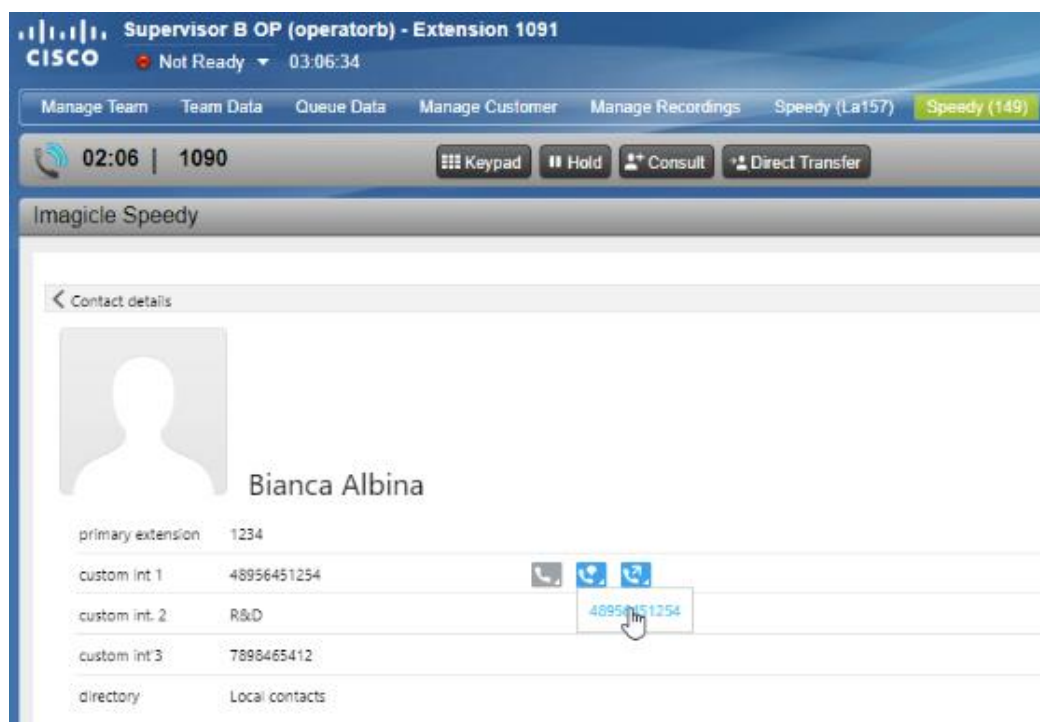 Supervisor B OP (operatorb) - Extension 1091
CISCO Not Ready 03:06:34
Manage Team Team Data Queue Data Manage Customer Manage Recordings Speedy (La157) Speedy (149)
02:06 | 1090 Keypad Hold Consult Direct Transfer
Imagicle Speedy
Contact details
Bianca Albina
primary extension 1234
custom int 1 48956451254
48956451254
custom int. 2 R&D
custom int 3 7898465412
directory Local contacts